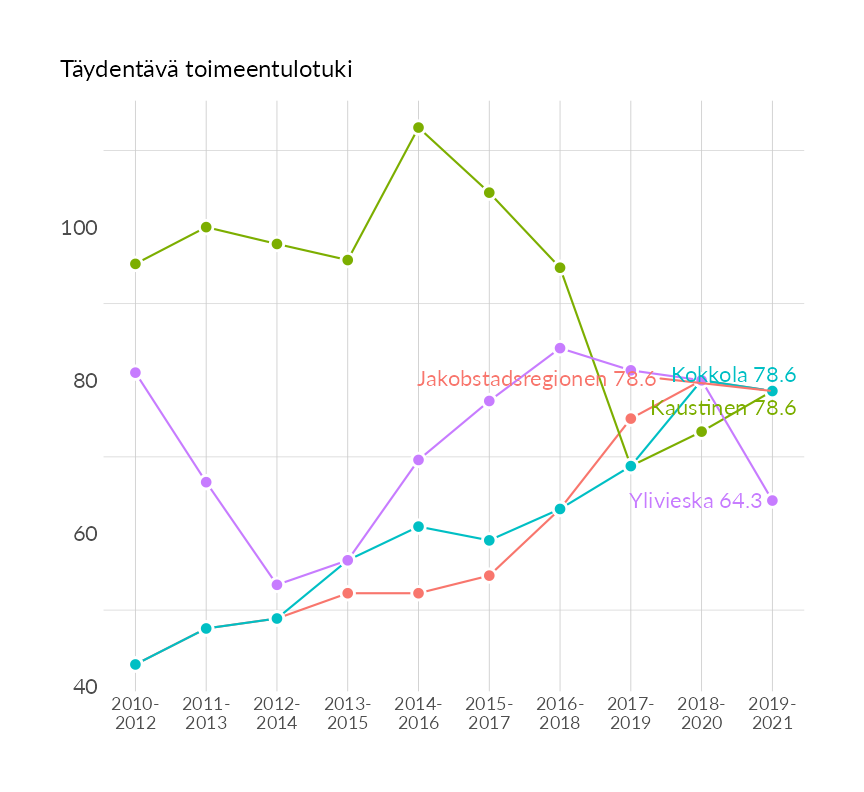 Täydentävä toimeentulotuki
100
80
60
40
Jakobstadsregionen 78.6
Kokkola 78.6
Kaustinen 78.6
Ylivieska 64.3
2010- 2011- 2012- 2013- 2014- 2015- 2016- 2017- 2018- 2019-
2012 2013 2014 2015 2016 2017 2018 2019 2020 2021